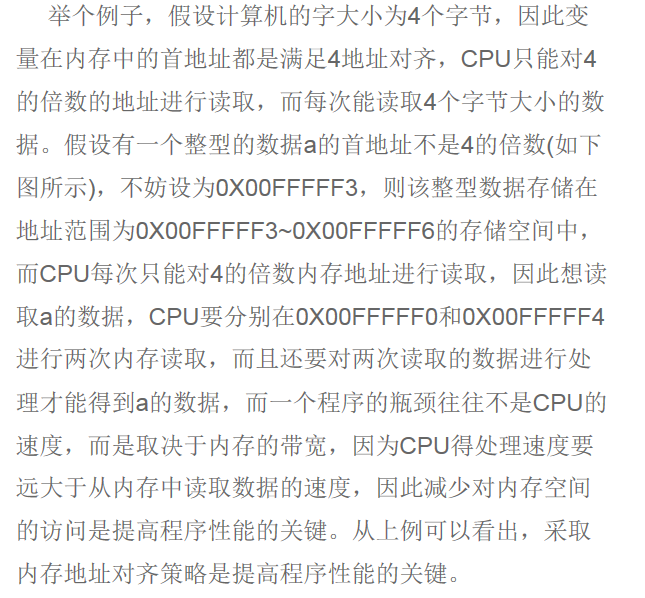 举个例子，假设计算机的字大小为4个字节，因此变
量在内存中的首地址都是满足4地址对齐，CPU只能对4
的倍数的地址进行读取，而每次能读取4个字节大小的数
据。假设有一个整型的数据a的首地址不是4的倍数(如下
图所示)，不妨设为0X00FFFFF3，则该整型数据存储在
地址范围为0X00FFFFF3~0X00FFFFF6的存储空间中，
而CPU每次只能对4的倍数内存地址进行读取，因此想读
取a的数据，CPU要分别在0X00FFFFF0和0X00FFFFF4
进行两次内存读取，而且还要对两次读取的数据进行处
理才能得到a的数据，而一个程序的瓶颈往往不是CPU的
速度，而是取决于内存的带宽，因为CPU得处理速度要
远大于从内存中读取数据的速度，因此减少对内存空间
的访问是提高程序性能的关键。从上例可以看出，采取
内存地址对齐策略是提高程序性能的关键。